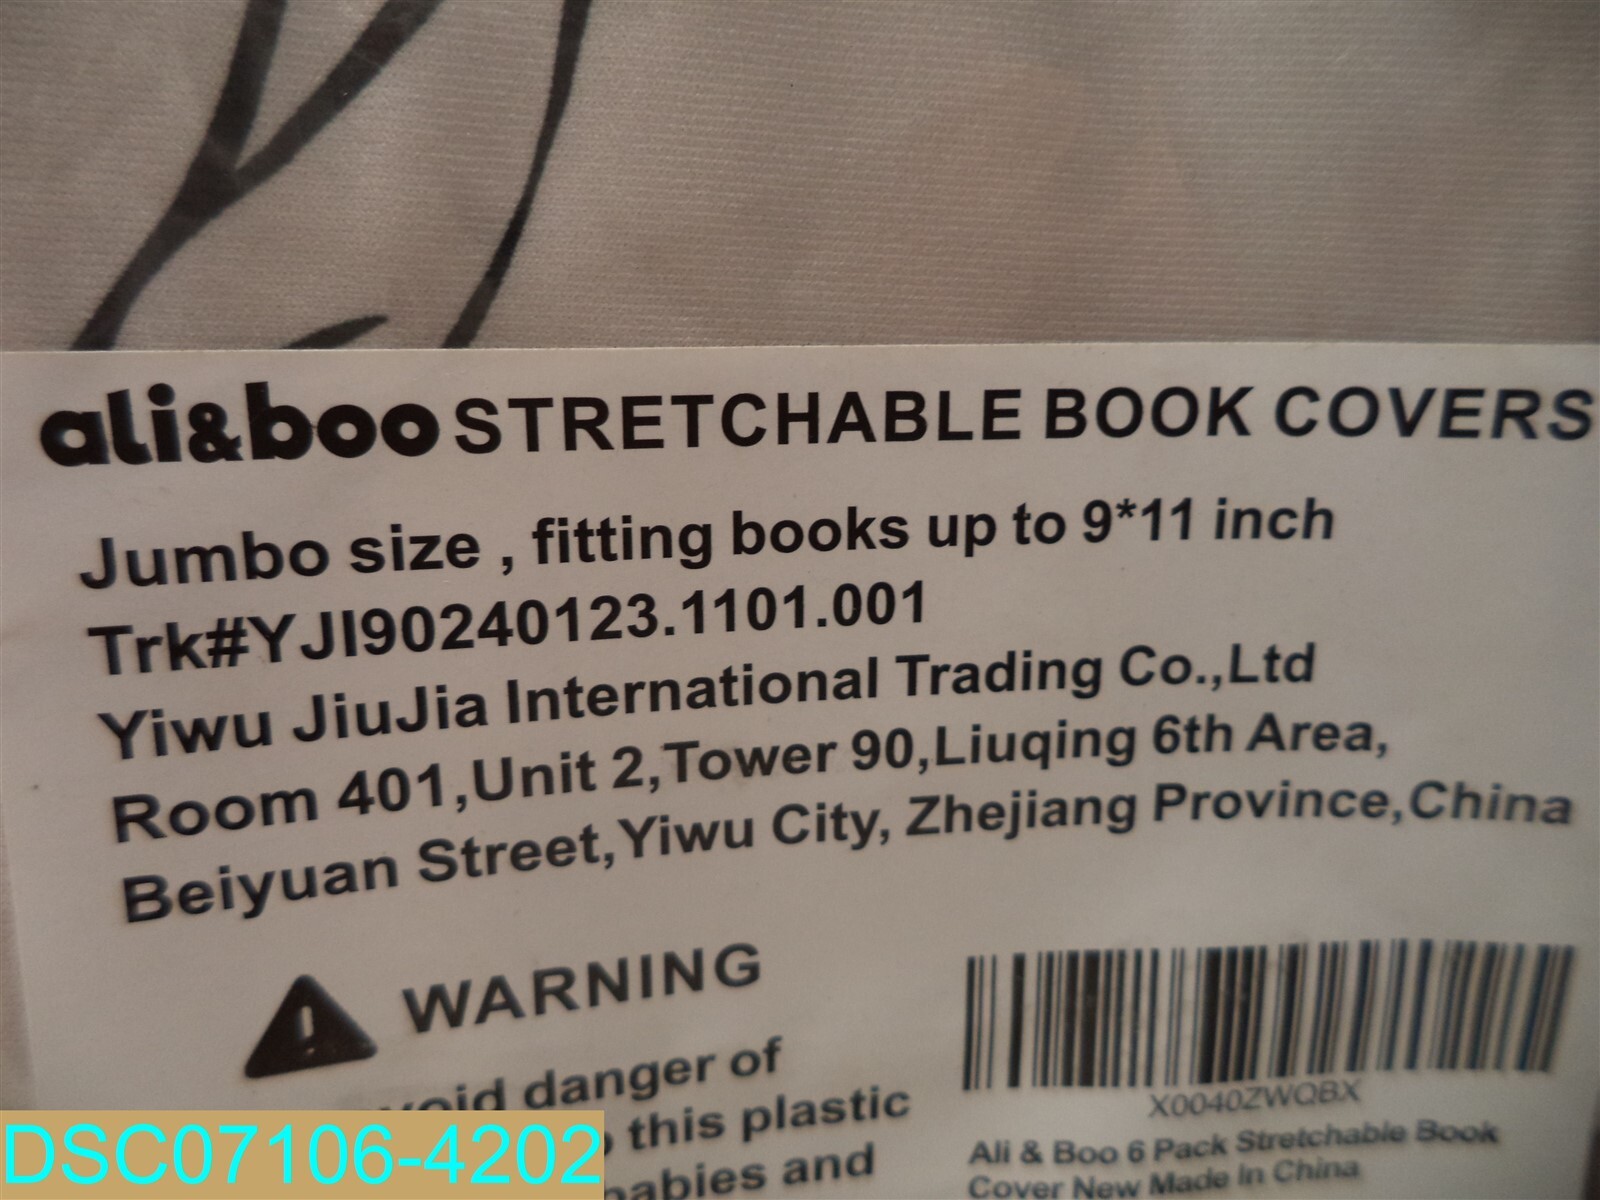 ali&boo STRETCHABLE BOOK COVERS
Jumbo size , fitting books up to 9*11 inch
Trk#YJI90240123.1101.001
Yiwu JiuJia International Trading Co.,Ltd
Room 401,Unit 2,Tower 90,Liuqing 6th Area,
Beiyuan Street,Yiwu City, Zhejiang Province,China
WARNING
danger of
this plastic
babies and
X0040ZWQBX
Ali & Boo 6 Pack Stretchable Book
Cover New Made In China
DSC07106-4202